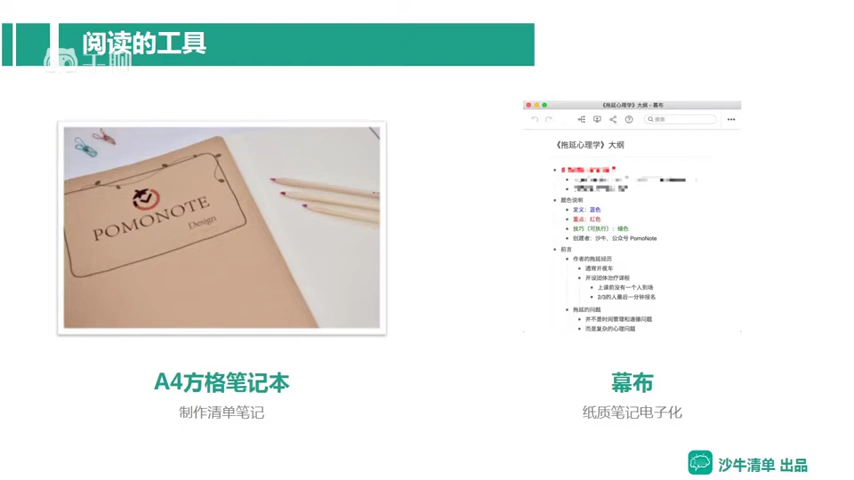 阅读的工具
千聊
POMONOTE
Design
《拖延心理学》大纲 - 幕布
搜索
《拖延心理学》大纲
颜色说明
定义：蓝色
重点：红色
技巧（可执行）：绿色
创建者：沙牛，公众号 PomoNote
前言
作者的拖延经历
通宵开夜车
开设团体治疗课程
上课前没有一个人到场
2/3的人最后一分钟报名
拖延的问题
并不是时间管理和道德问题
而是复杂的心理问题
A4方格笔记本
制作清单笔记
幕布
纸质笔记电子化
沙牛清单 出品